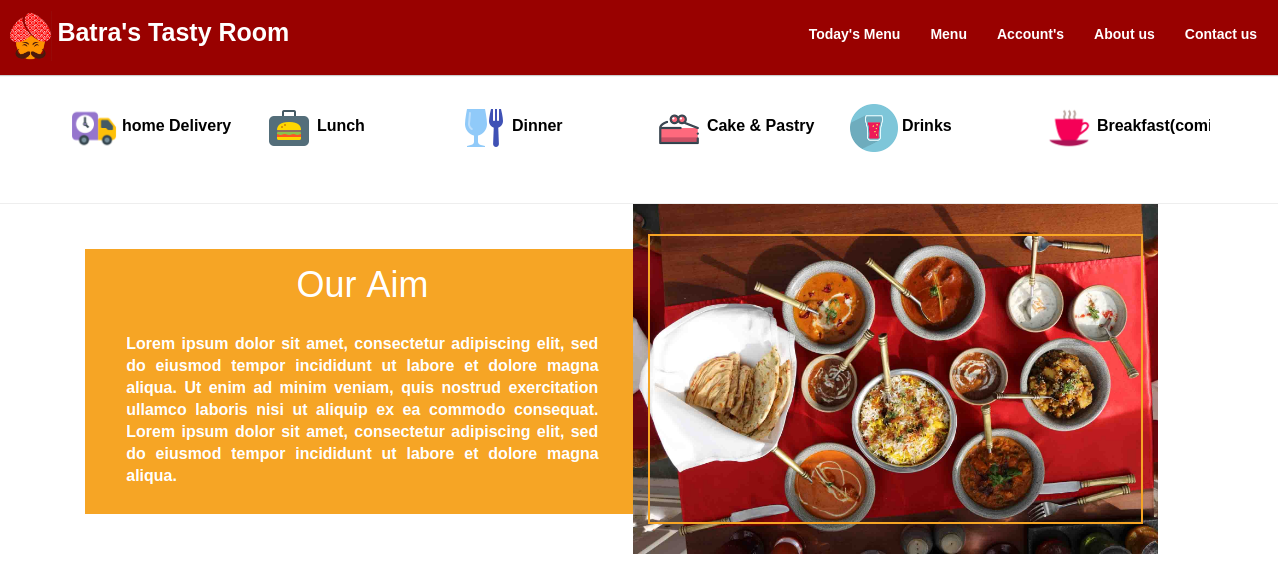 Batra's Tasty Room
Today's Menu Menu Account's About us Contact us
home Delivery Lunch Dinner Cake & Pastry Drinks Breakfast(comi
Our Aim
Lorem ipsum dolor sit amet, consectetur adipiscing elit, sed
do eiusmod tempor incididunt ut labore et dolore magna
aliqua. Ut enim ad minim veniam, quis nostrud exercitation
ullamco laboris nisi ut aliquip ex ea commodo consequat.
Lorem ipsum dolor sit amet, consectetur adipiscing elit, sed
do eiusmod tempor incididunt ut labore et dolore magna
aliqua.